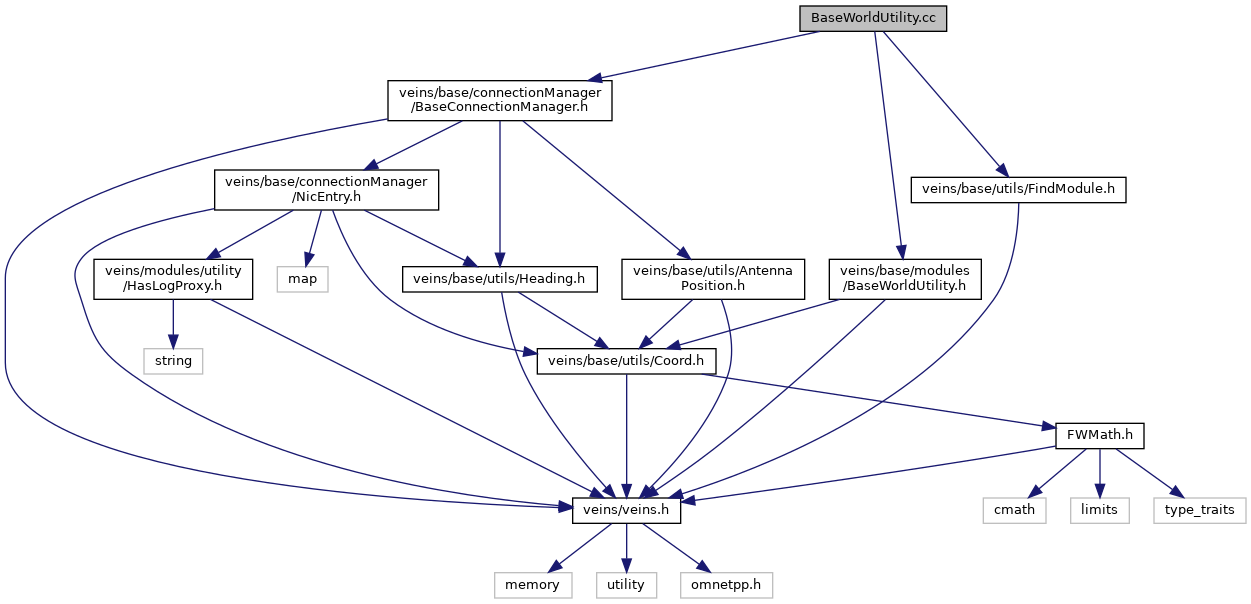 BaseWorldUtility.cc
veins/base/connectionManager
/BaseConnectionManager.h
veins/base/connectionManager
/NicEntry.h
veins/base/utils/FindModule.h
veins/modules/utility
/HasLogProxy.h
map
veins/base/utils/Heading.h
veins/base/utils/Antenna
Position.h
veins/base/modules
/BaseWorldUtility.h
string
veins/base/utils/Coord.h
FWMath.h
veins/veins.h
cmath
limits
type_traits
memory
utility
omnetpp.h